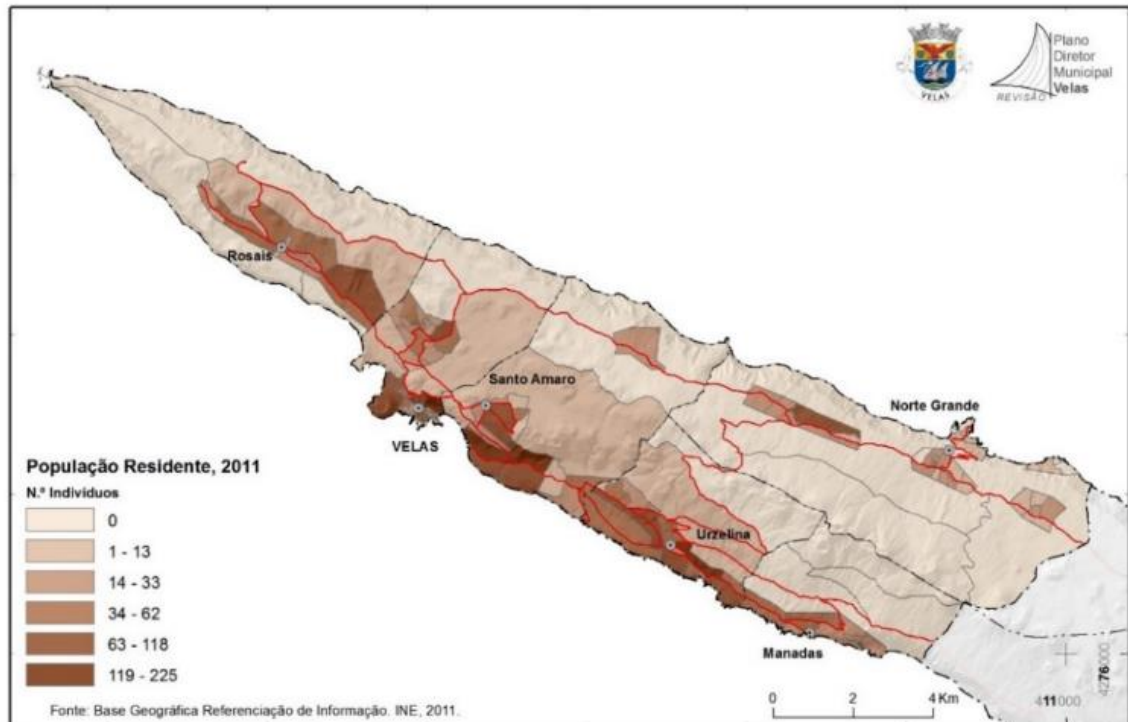 VELAS
Plano
Diretor
Municipal
Velas
REVISÃO
Rosais
Santo Amaro
Norte Grande
VELAS
Urzelina
Manadas
População Residente, 2011
N.º Indivíduos
0
1 - 13
14 - 33
34 - 62
63 - 118
119 - 225
Fonte: Base Geográfica Referenciação de Informação. INE, 2011.
0 2 4 Km
411000
4276000